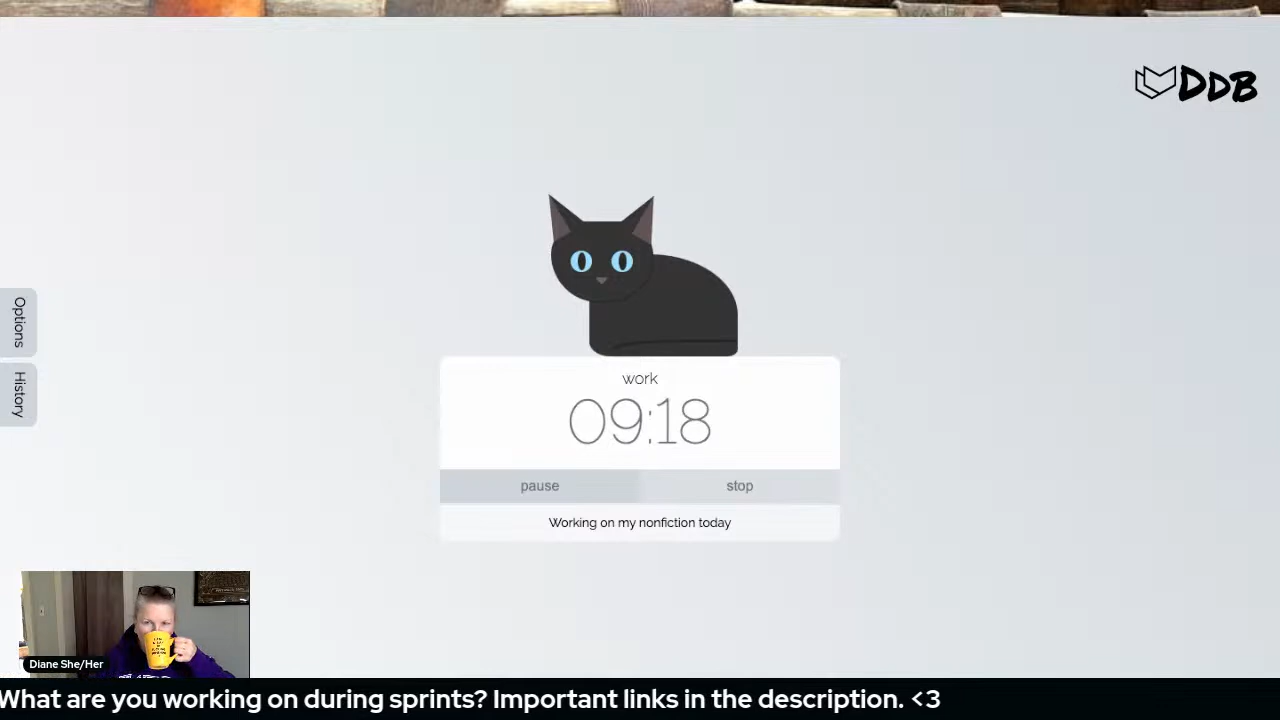 DDB
Options
History
work
09:18
pause
stop
Working on my nonfiction today
Diane She/Her
What are you working on during sprints? Important links in the description. <3